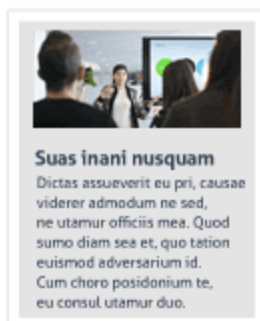 Suas inani nusquam
Dictas assueverit eu pri, causae
viderer admodum ne sed,
ne utamur officiis mea. Quod
sumo diam sea et, quo tation
euismod adversarium id.
Cum choro posidonium te,
eu consul utamur duo.